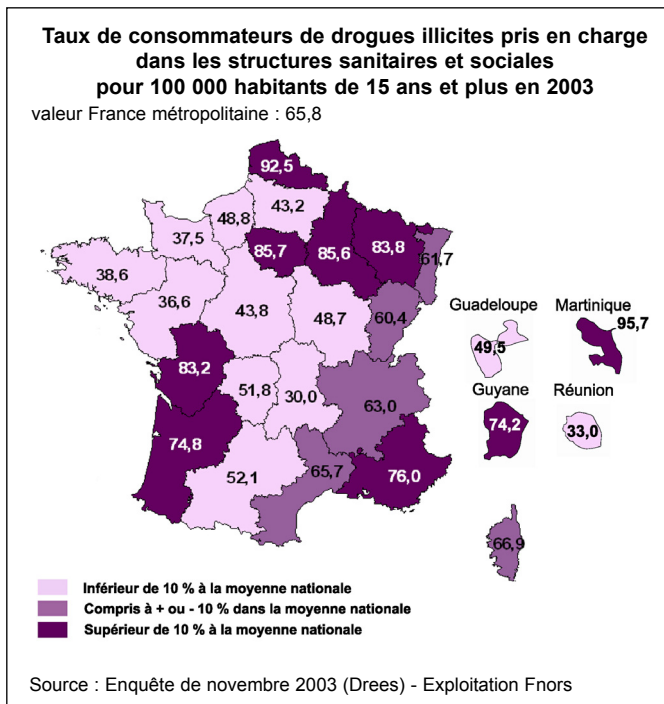 Taux de consommateurs de drogues illicites pris en charge
dans les structures sanitaires et sociales
pour 100 000 habitants de 15 ans et plus en 2003
valeur France métropolitaine : 65,8
92,5
43,2
48,8
37,5
85,7
85,6
83,8
61,7
38,6
36,6
43,8
48,7
60,4
Guadeloupe
Martinique
95,7
49,5
83,2
51,8
30,0
63,0
Guyane
Réunion
74,2
33,0
74,8
52,1
65,7
76,0
66,9
Inférieur de 10 % à la moyenne nationale
Compris à + ou - 10 % dans la moyenne nationale
Supérieur de 10 % à la moyenne nationale
Source : Enquête de novembre 2003 (Drees) - Exploitation Fnors